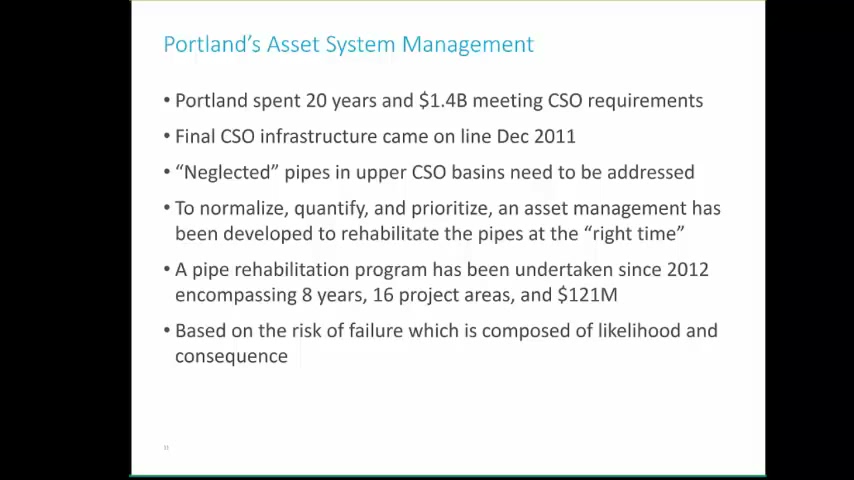 Portland's Asset System Management
• Portland spent 20 years and $1.4B meeting CSO requirements
• Final CSO infrastructure came on line Dec 2011
• “Neglected” pipes in upper CSO basins need to be addressed
• To normalize, quantify, and prioritize, an asset management has
been developed to rehabilitate the pipes at the “right time”
• A pipe rehabilitation program has been undertaken since 2012
encompassing 8 years, 16 project areas, and $121M
• Based on the risk of failure which is composed of likelihood and
consequence